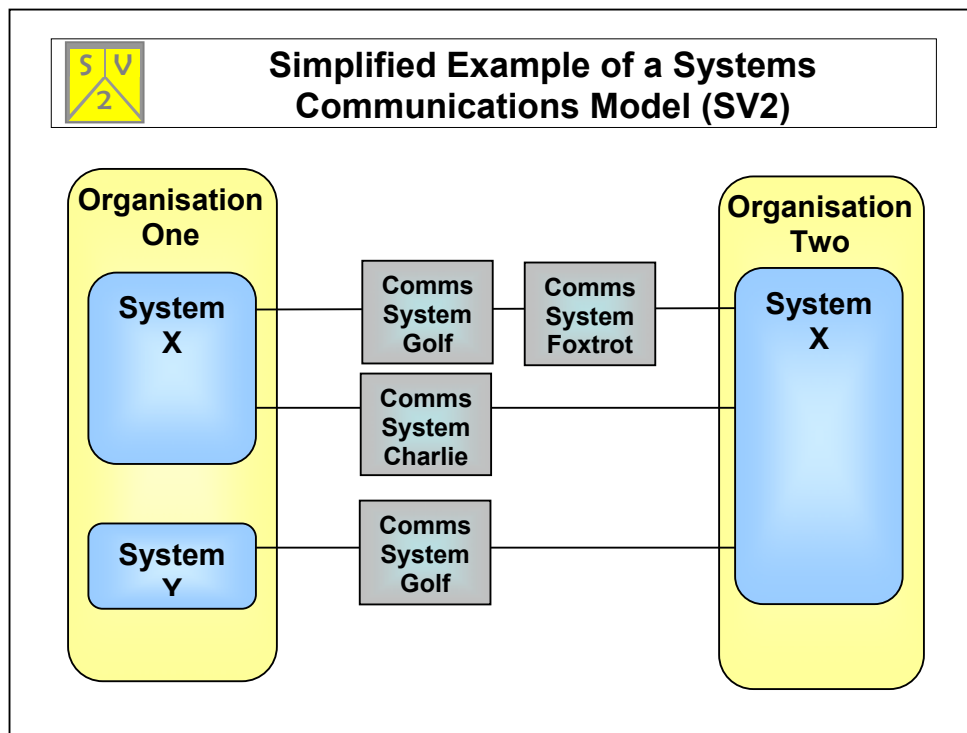 S V
2
Simplified Example of a Systems
Communications Model (SV2)
Organisation
One
System
X
System
Y
Comms
System
Golf
Comms
System
Foxtrot
Comms
System
Charlie
Comms
System
Golf
Organisation
Two
System
X